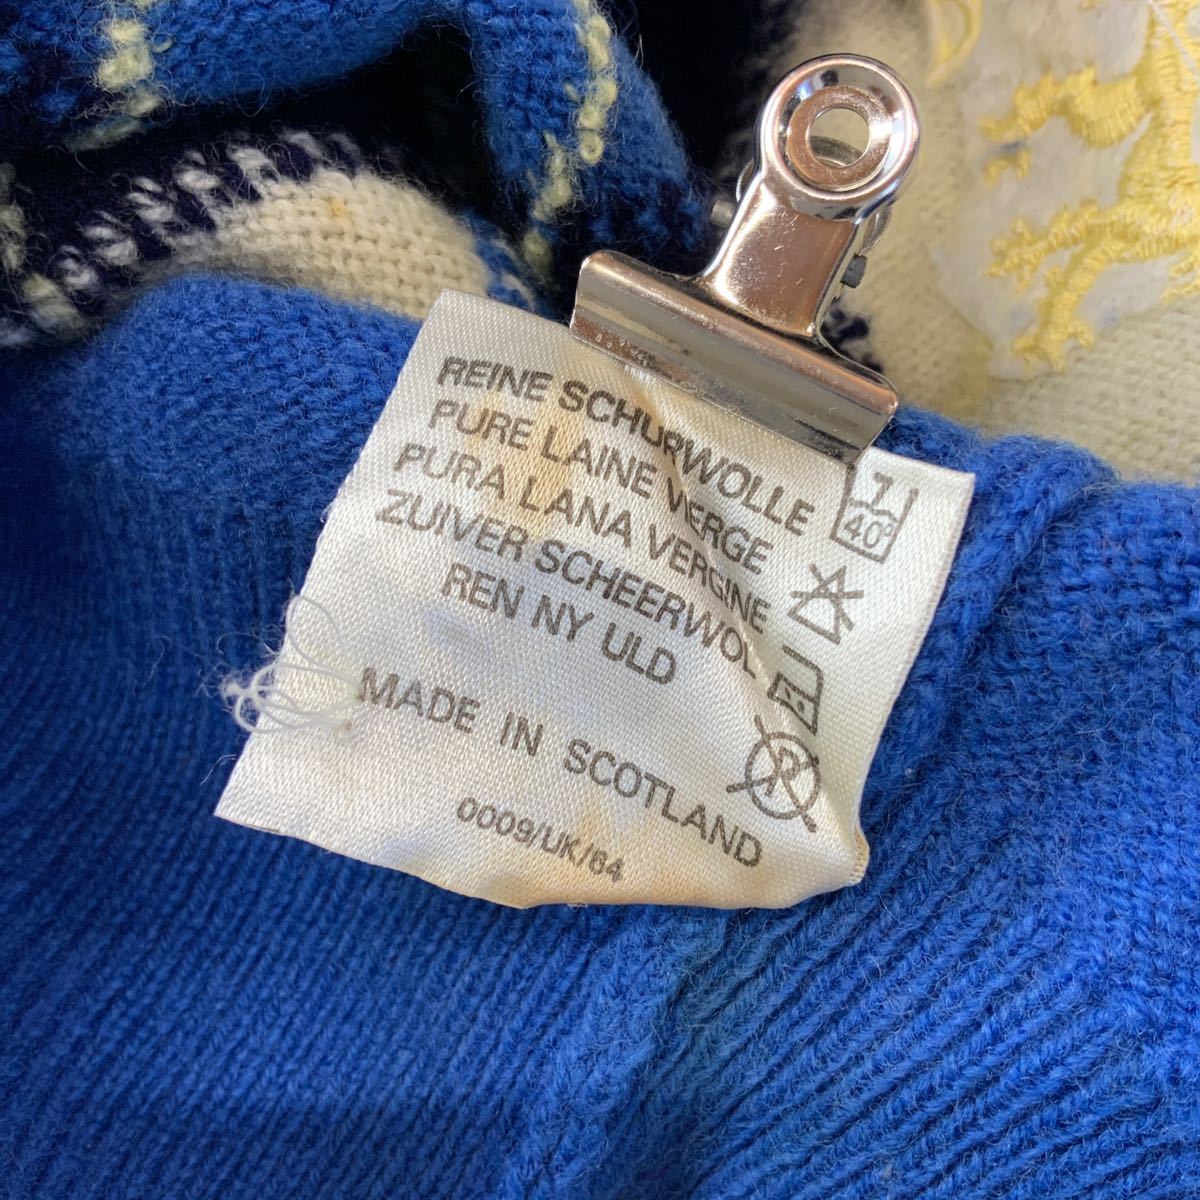 REINE SCHURWOLLE
PURE LAINE VIERGE
PURA LANA VERGINE
ZUIVER SCHEERWOL
REN NY ULD
MADE IN SCOTLAND
0009/UK/64
7
40°
R